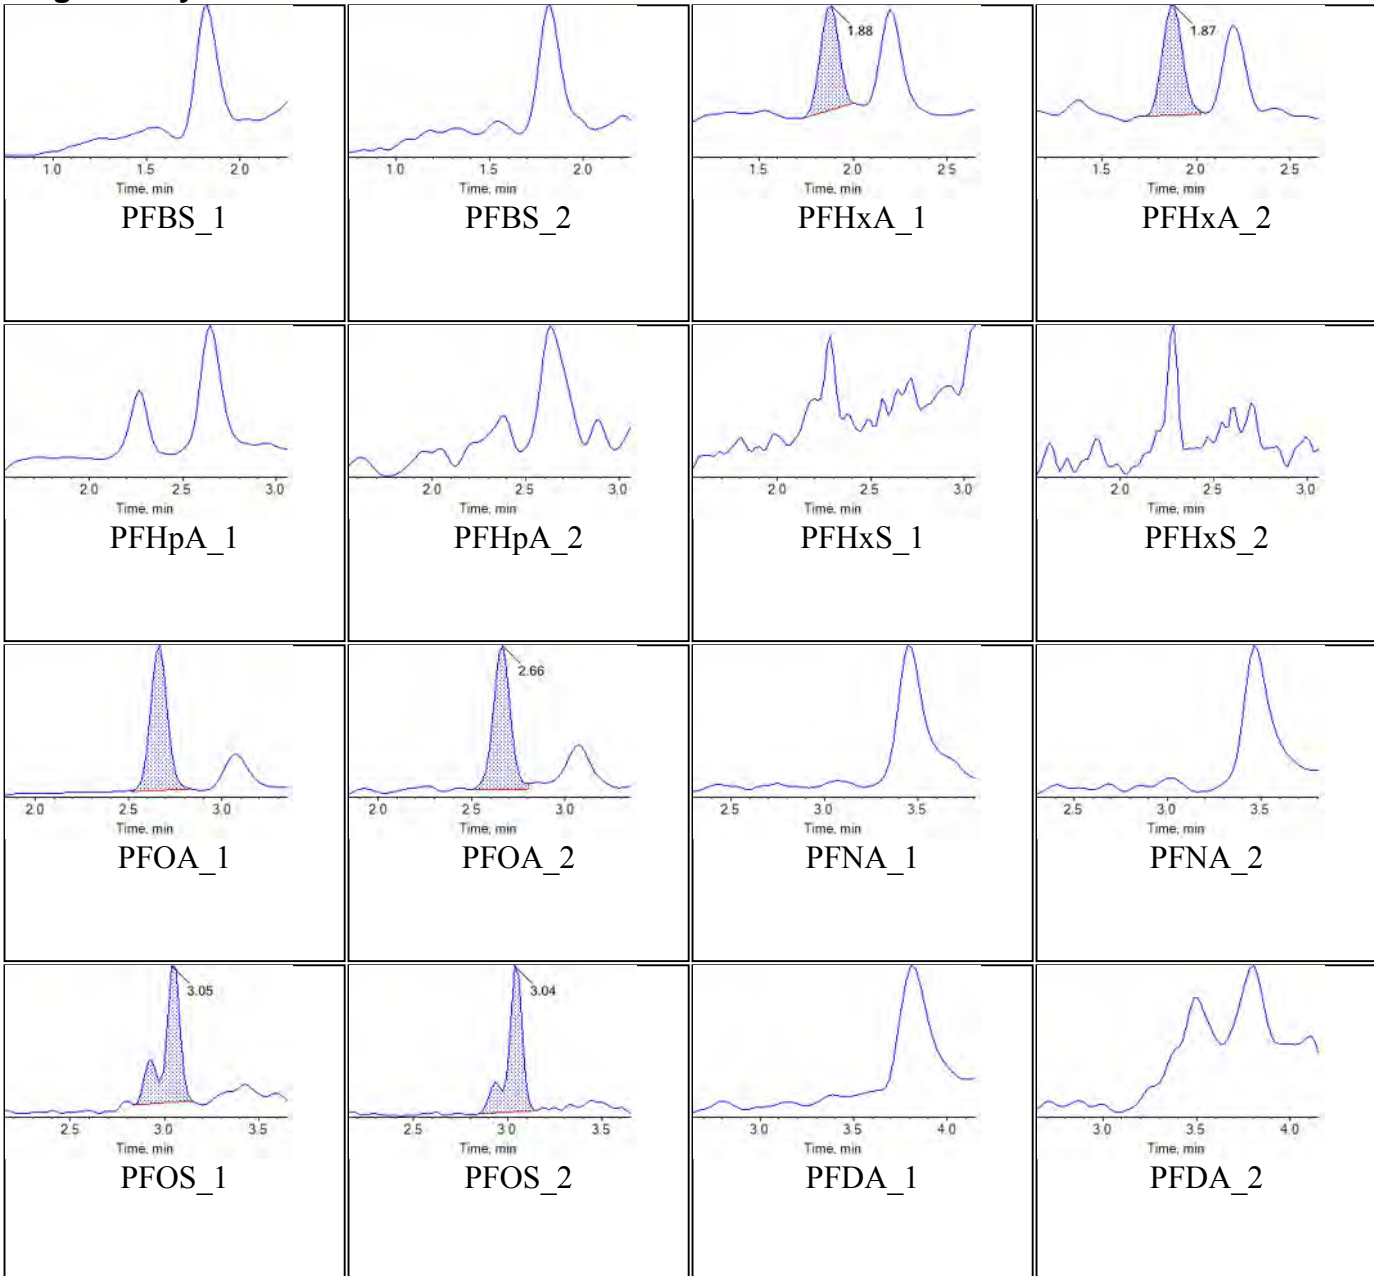 1.0 1.5 2.0
Time, min
PFBS_1
1.0 1.5 2.0
Time, min
PFBS_2
1.88
1.5 2.0 2.5
Time, min
PFHxA_1
1.87
1.5 2.0 2.5
Time, min
PFHxA_2
2.0 2.5 3.0
Time, min
PFHpA_1
2.0 2.5 3.0
Time, min
PFHpA_2
2.0 2.5 3.0
Time, min
PFHxS_1
2.0 2.5 3.0
Time, min
PFHxS_2
2.0 2.5 3.0
Time, min
PFOA_1
2.66
2.0 2.5 3.0
Time, min
PFOA_2
2.5 3.0 3.5
Time, min
PFNA_1
2.5 3.0 3.5
Time, min
PFNA_2
3.05
2.5 3.0 3.5
Time, min
PFOS_1
3.04
2.5 3.0 3.5
Time, min
PFOS_2
3.0 3.5 4.0
Time, min
PFDA_1
3.0 3.5 4.0
Time, min
PFDA_2